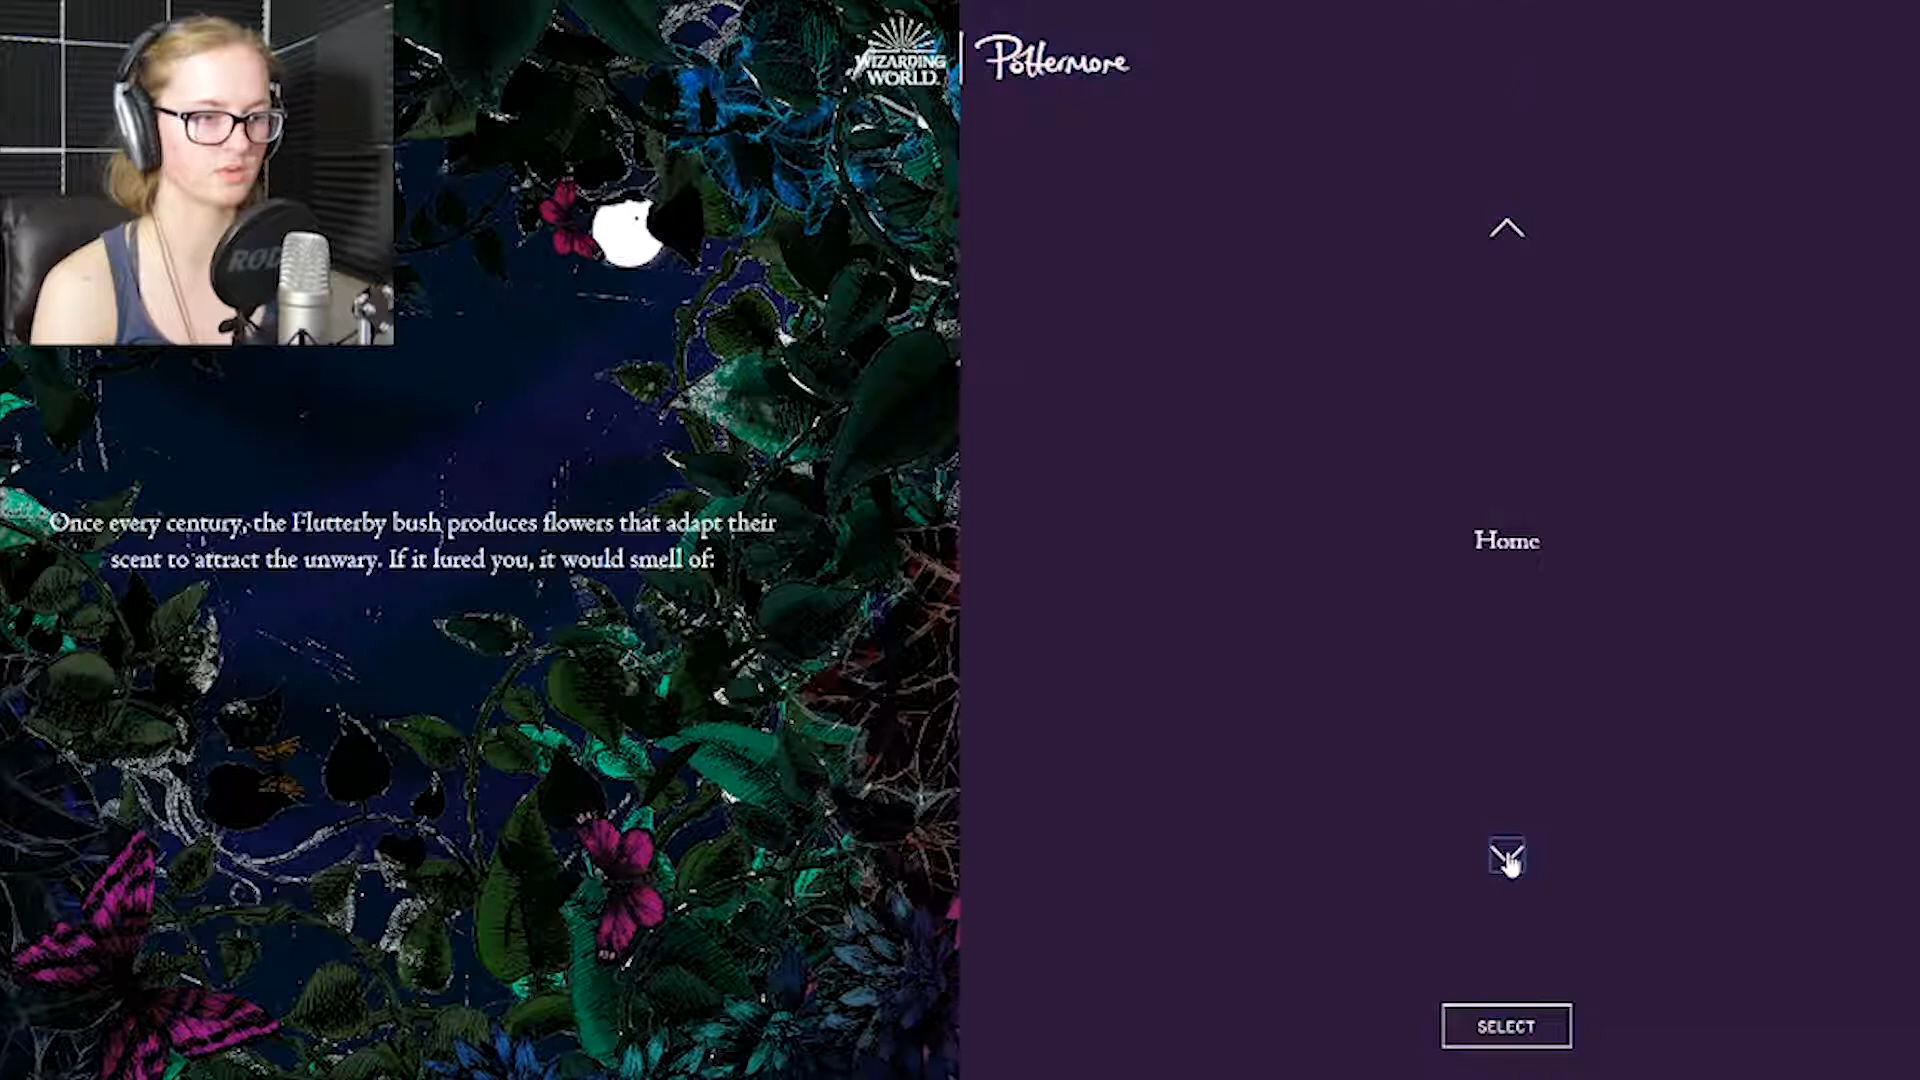 WIZARDING
WORLD
Pottermore
RODE
Once every century, the Flutterby bush produces flowers that adapt their
scent to attract the unwary. If it lured you, it would smell of:
Home
SELECT